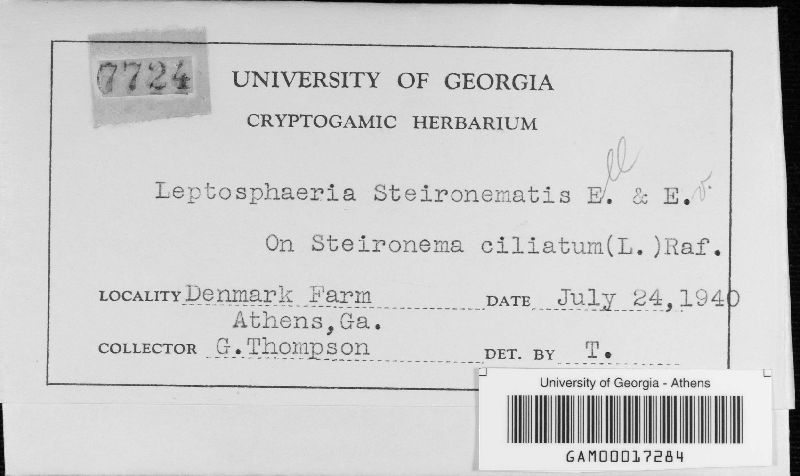 7724
UNIVERSITY OF GEORGIA
CRYPTOGAMIC HERBARIUM
Leptosphaeria Steironematis E.ll & E.v.
On Steironema ciliatum(L.)Raf.
LOCALITY Denmark Farm DATE July 24,1940
Athens,Ga.
COLLECTOR G.Thompson DET. BY T.
University of Georgia - Athens
GAM00017284